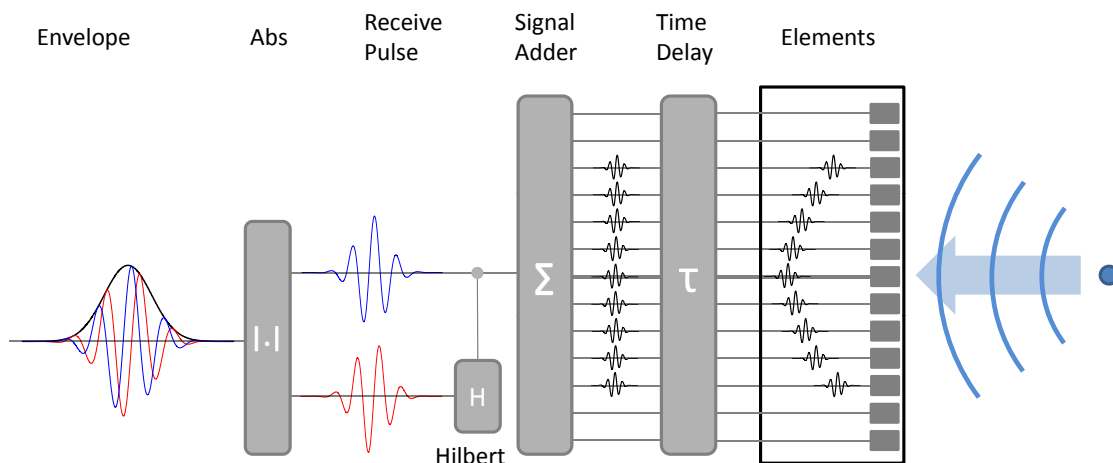 Envelope
Abs
Receive
Pulse
Signal
Adder
Time
Delay
Elements
|·|
H
Σ
τ
Hilbert